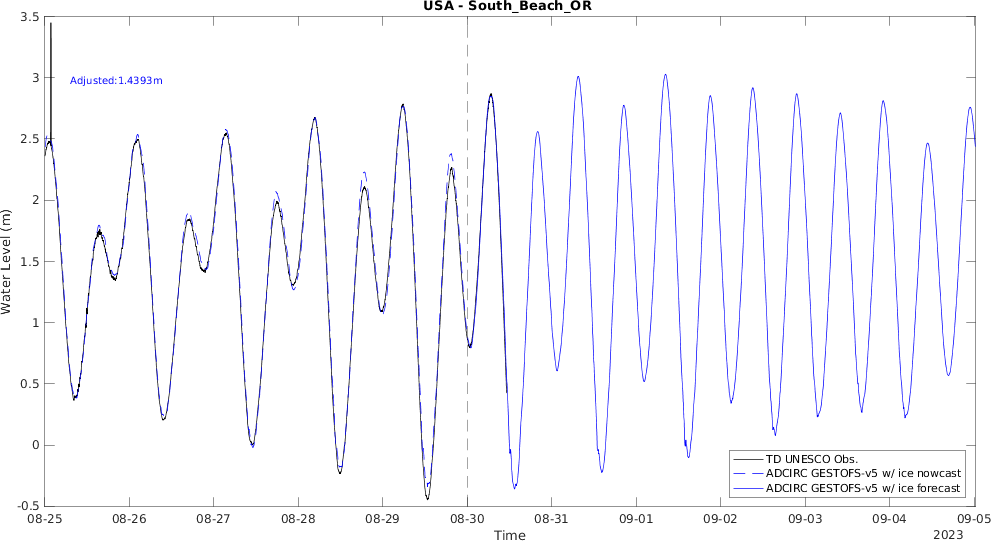 USA - South_Beach_OR
3.5
3
2.5
2
1.5
1
0.5
0
-0.5
Water Level (m)
Adjusted:1.4393m
TD UNESCO Obs.
ADCIRC GESTOFS-v5 w/ ice nowcast
ADCIRC GESTOFS-v5 w/ ice forecast
08-25 08-26 08-27 08-28 08-29 08-30 08-31 09-01 09-02 09-03 09-04 09-05
Time
2023